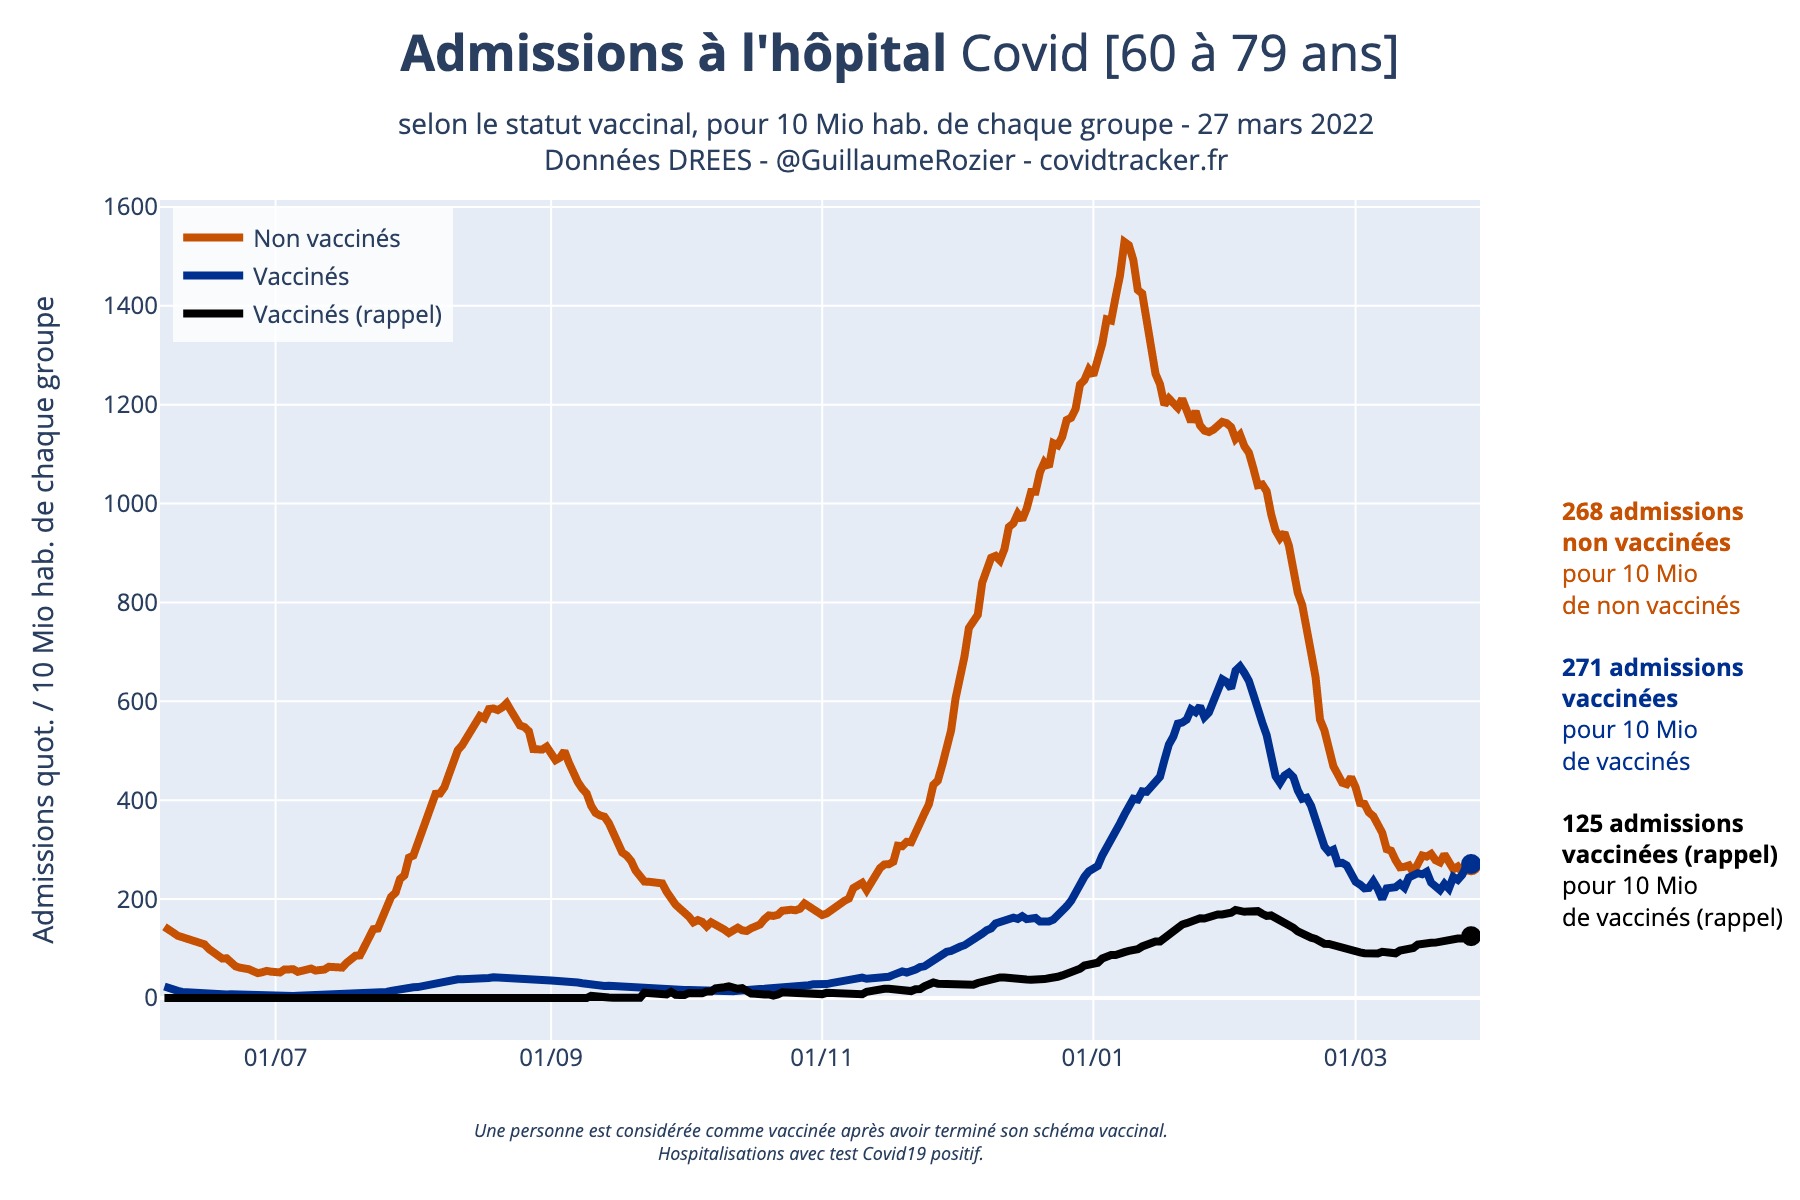 Admissions à l'hôpital Covid [60 à 79 ans]
selon le statut vaccinal, pour 10 Mio hab. de chaque groupe - 27 mars 2022
Données DREES - @GuillaumeRozier - covidtracker.fr
Admissions quot. / 10 Mio hab. de chaque groupe
1600
1400
1200
1000
800
600
400
200
0
Non vaccinés
Vaccinés
Vaccinés (rappel)
01/07
01/09
01/11
01/01
01/03
268 admissions
non vaccinées
pour 10 Mio
de non vaccinés
271 admissions
vaccinées
pour 10 Mio
de vaccinés
125 admissions
vaccinées (rappel)
pour 10 Mio
de vaccinés (rappel)
Une personne est considérée comme vaccinée après avoir terminé son schéma vaccinal.
Hospitalisations avec test Covid19 positif.